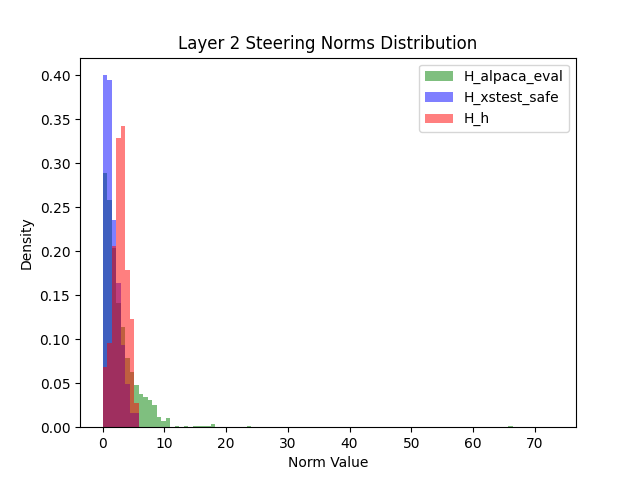 Layer 2 Steering Norms Distribution
H_alpaca_eval
H_xstest_safe
H_h
0.40
0.35
0.30
0.25
0.20
0.15
0.10
0.05
0.00
Density
0 10 20 30 40 50 60 70
Norm Value